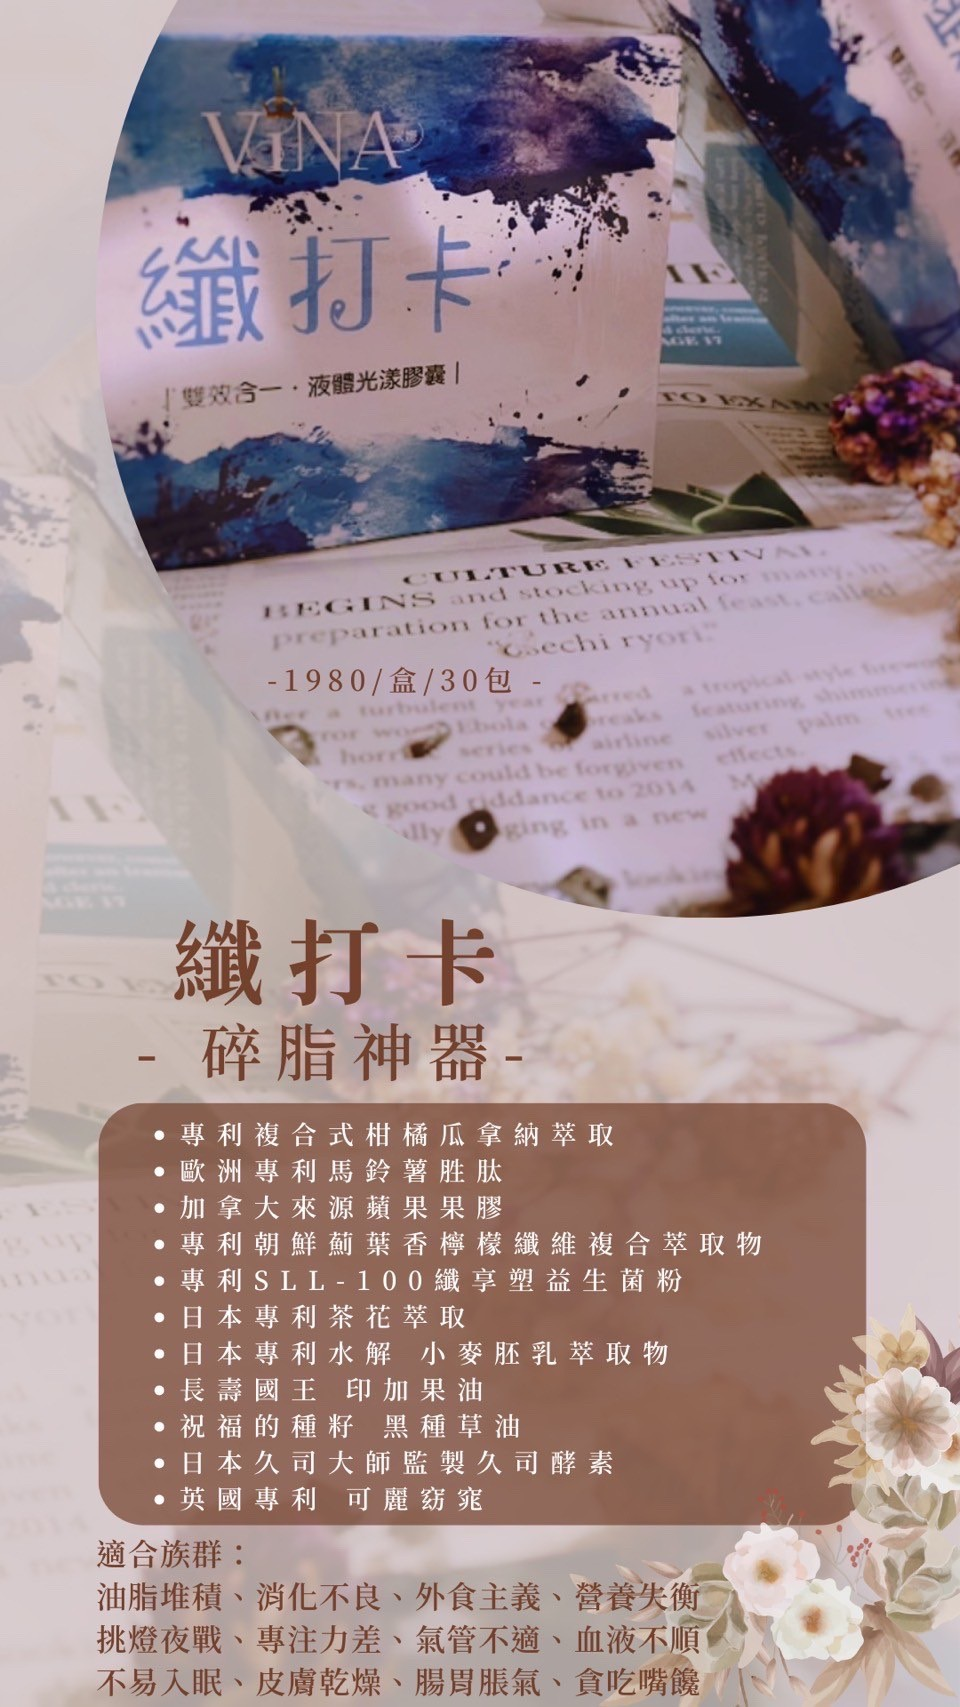 ViNA
纖打卡
雙效合一・液體光漾膠囊
TO EXAM
CULTURE FESTIVAL
BEGINS and stocking up for many, in
preparation for the annual feast, called
"Osechi ryori."
-1980/盒/30包 -
After a turbulent year
series airline
many could be forgiven
good riddance to 2014
in a new
a tropical-style
featuring shimmering
silver palm tree
effects.
纖打卡
- 碎脂神器-
• 專利複合式柑橘瓜拿納萃取
• 歐洲專利馬鈴薯胜肽
• 加拿大來源蘋果果膠
• 專利朝鮮薊葉香檸檬纖維複合萃取物
• 專利SLL-100纖享塑益生菌粉
• 日本專利茶花萃取
• 日本專利水解 小麥胚乳萃取物
• 長壽國王 印加果油
• 祝福的種籽 黑種草油
• 日本久司大師監製久司酵素
• 英國專利 可麗窈窕
適合族群：
油脂堆積、消化不良、外食主義、營養失衡
挑燈夜戰、專注力差、氣管不適、血液不順
不易入眠、皮膚乾燥、腸胃脹氣、貪吃嘴饞